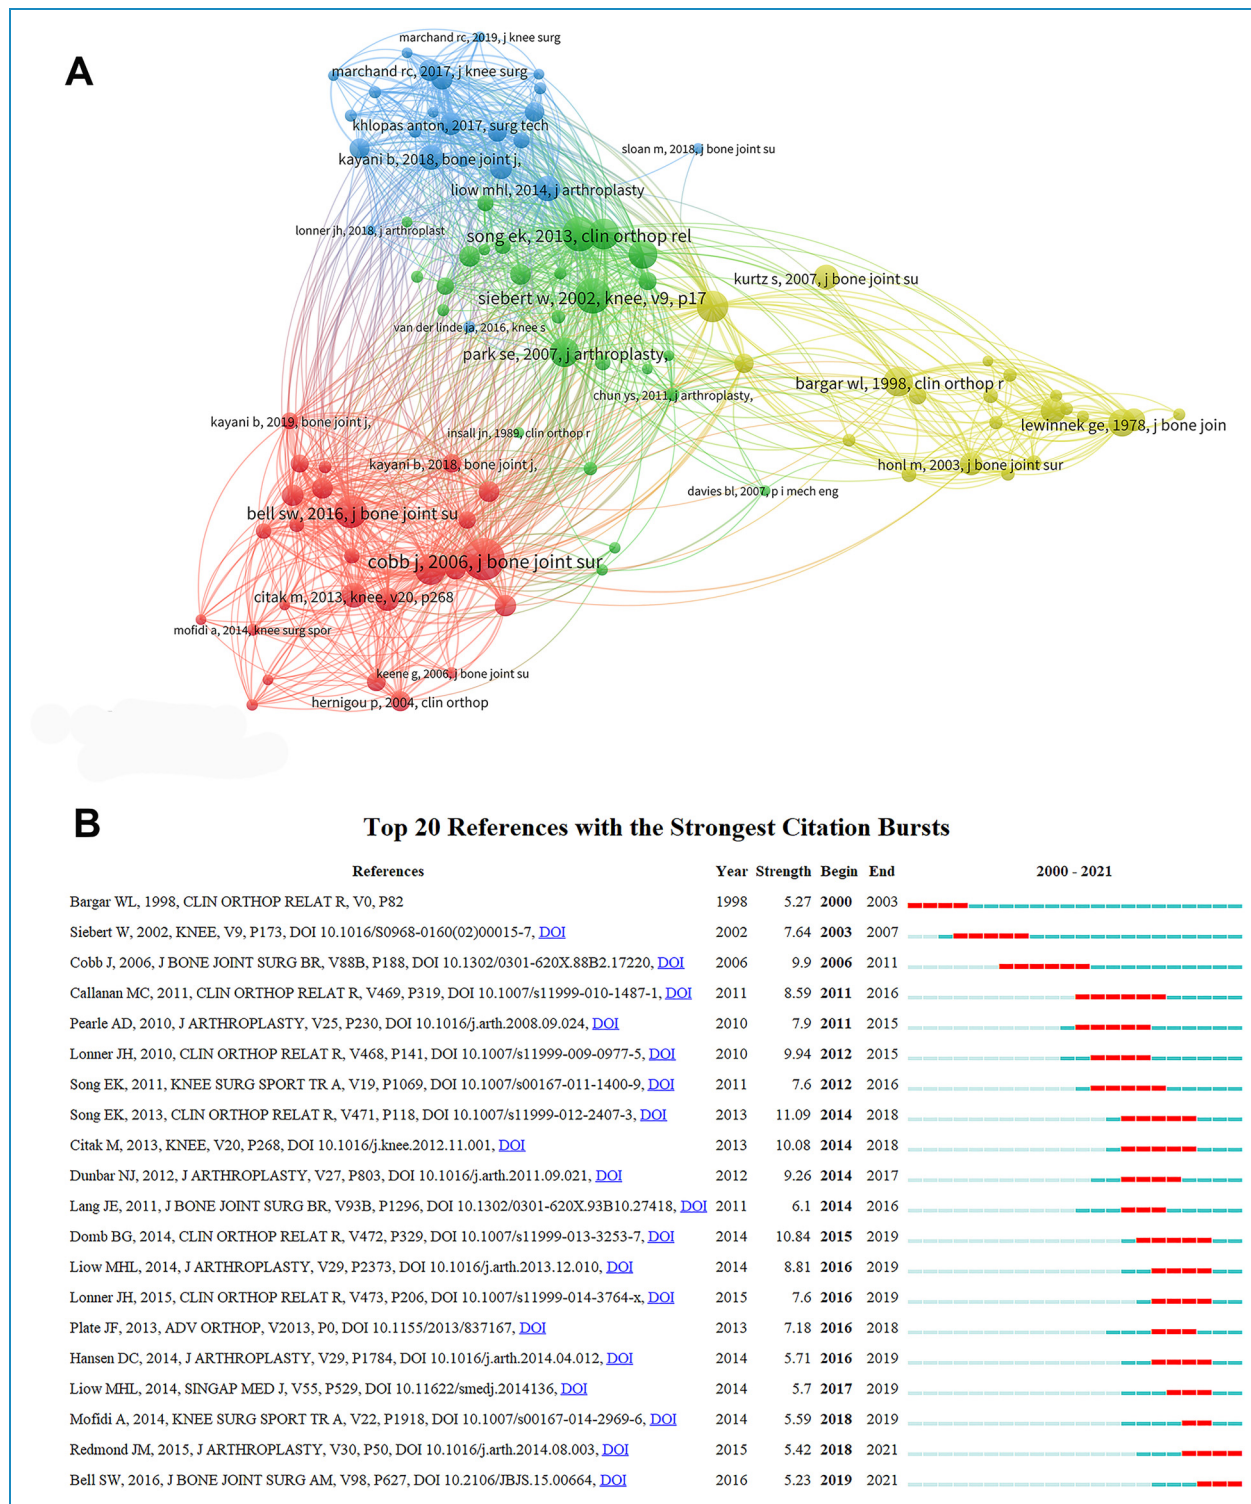 A
marchand rc, 2019, j knee surg
marchand rc, 2017, j knee surg
khlopas anton, 2017, surg tech
sloan m, 2018, j bone joint su
kayani b, 2018, bone joint j,
liow mhl, 2014, j arthroplasty
lonner jh, 2018, j arthroplast
song ek, 2013, clin orthop rel
kurtz s, 2007, j bone joint su
siebert w, 2002, knee, v9, p17
van der linde ja, 2016, knee s
park se, 2007, j arthroplasty,
bargar wl, 1998, clin orthop r
chun ys, 2011, j arthroplasty,
kayani b, 2019, bone joint j,
lewinnek ge, 1978, j bone join
insall jn, 1989, clin orthop r
kayani b, 2018, bone joint j,
honl m, 2003, j bone joint sur
davies bl, 2007, p i mech eng
bell sw, 2016, j bone joint su
cobb j, 2006, j bone joint sur
citak m, 2013, knee, v20, p268
mofidi a, 2014, knee surg spor
keene g, 2006, j bone joint su
hernigou p, 2004, clin orthop
B
Top 20 References with the Strongest Citation Bursts
References Year Strength Begin End 2000 - 2021
Bargar WL, 1998, CLIN ORTHOP RELAT R, V0, P82 1998 5.27 2000 2003
Siebert W, 2002, KNEE, V9, P173, DOI 10.1016/S0968-0160(02)00015-7, DOI 2002 7.64 2003 2007
Cobb J, 2006, J BONE JOINT SURG BR, V88B, P188, DOI 10.1302/0301-620X.88B2.17220, DOI 2006 9.9 2006 2011
Callanan MC, 2011, CLIN ORTHOP RELAT R, V469, P319, DOI 10.1007/s11999-010-1487-1, DOI 2011 8.59 2011 2016
Pearle AD, 2010, J ARTHROPLASTY, V25, P230, DOI 10.1016/j.arth.2008.09.024, DOI 2010 7.9 2011 2015
Lonner JH, 2010, CLIN ORTHOP RELAT R, V468, P141, DOI 10.1007/s11999-009-0977-5, DOI 2010 9.94 2012 2015
Song EK, 2011, KNEE SURG SPORT TR A, V19, P1069, DOI 10.1007/s00167-011-1400-9, DOI 2011 7.6 2012 2016
Song EK, 2013, CLIN ORTHOP RELAT R, V471, P118, DOI 10.1007/s11999-012-2407-3, DOI 2013 11.09 2014 2018
Citak M, 2013, KNEE, V20, P268, DOI 10.1016/j.knee.2012.11.001, DOI 2013 10.08 2014 2018
Dunbar NJ, 2012, J ARTHROPLASTY, V27, P803, DOI 10.1016/j.arth.2011.09.021, DOI 2012 9.26 2014 2017
Lang JE, 2011, J BONE JOINT SURG BR, V93B, P1296, DOI 10.1302/0301-620X.93B10.27418, DOI 2011 6.1 2014 2016
Domb BG, 2014, CLIN ORTHOP RELAT R, V472, P329, DOI 10.1007/s11999-013-3253-7, DOI 2014 10.84 2015 2019
Liow MHL, 2014, J ARTHROPLASTY, V29, P2373, DOI 10.1016/j.arth.2013.12.010, DOI 2014 8.81 2016 2019
Lonner JH, 2015, CLIN ORTHOP RELAT R, V473, P206, DOI 10.1007/s11999-014-3764-x, DOI 2015 7.6 2016 2019
Plate JF, 2013, ADV ORTHOP, V2013, P0, DOI 10.1155/2013/837167, DOI 2013 7.18 2016 2018
Hansen DC, 2014, J ARTHROPLASTY, V29, P1784, DOI 10.1016/j.arth.2014.04.012, DOI 2014 5.71 2016 2019
Liow MHL, 2014, SINGAP MED J, V55, P529, DOI 10.11622/smedj.2014136, DOI 2014 5.7 2017 2019
Mofidi A, 2014, KNEE SURG SPORT TR A, V22, P1918, DOI 10.1007/s00167-014-2969-6, DOI 2014 5.59 2018 2019
Redmond JM, 2015, J ARTHROPLASTY, V30, P50, DOI 10.1016/j.arth.2014.08.003, DOI 2015 5.42 2018 2021
Bell SW, 2016, J BONE JOINT SURG AM, V98, P627, DOI 10.2106/JBJS.15.00664, DOI 2016 5.23 2019 2021